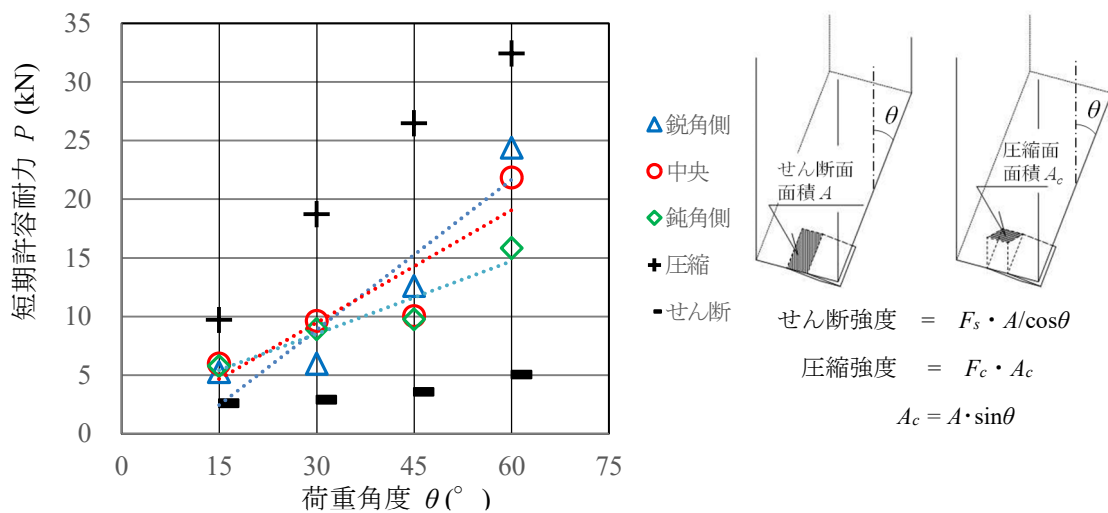 短期許容耐力 P (kN)
35
30
25
20
15
10
5
0
0 15 30 45 60 75
荷重角度 θ(°)
鋭角側
中央
鈍角側
圧縮
せん断
θ
せん断面
面積 A
θ
圧縮面
面積 Ac
せん断強度 = Fs・A/cosθ
圧縮強度 = Fc・Ac
Ac = A・sinθ